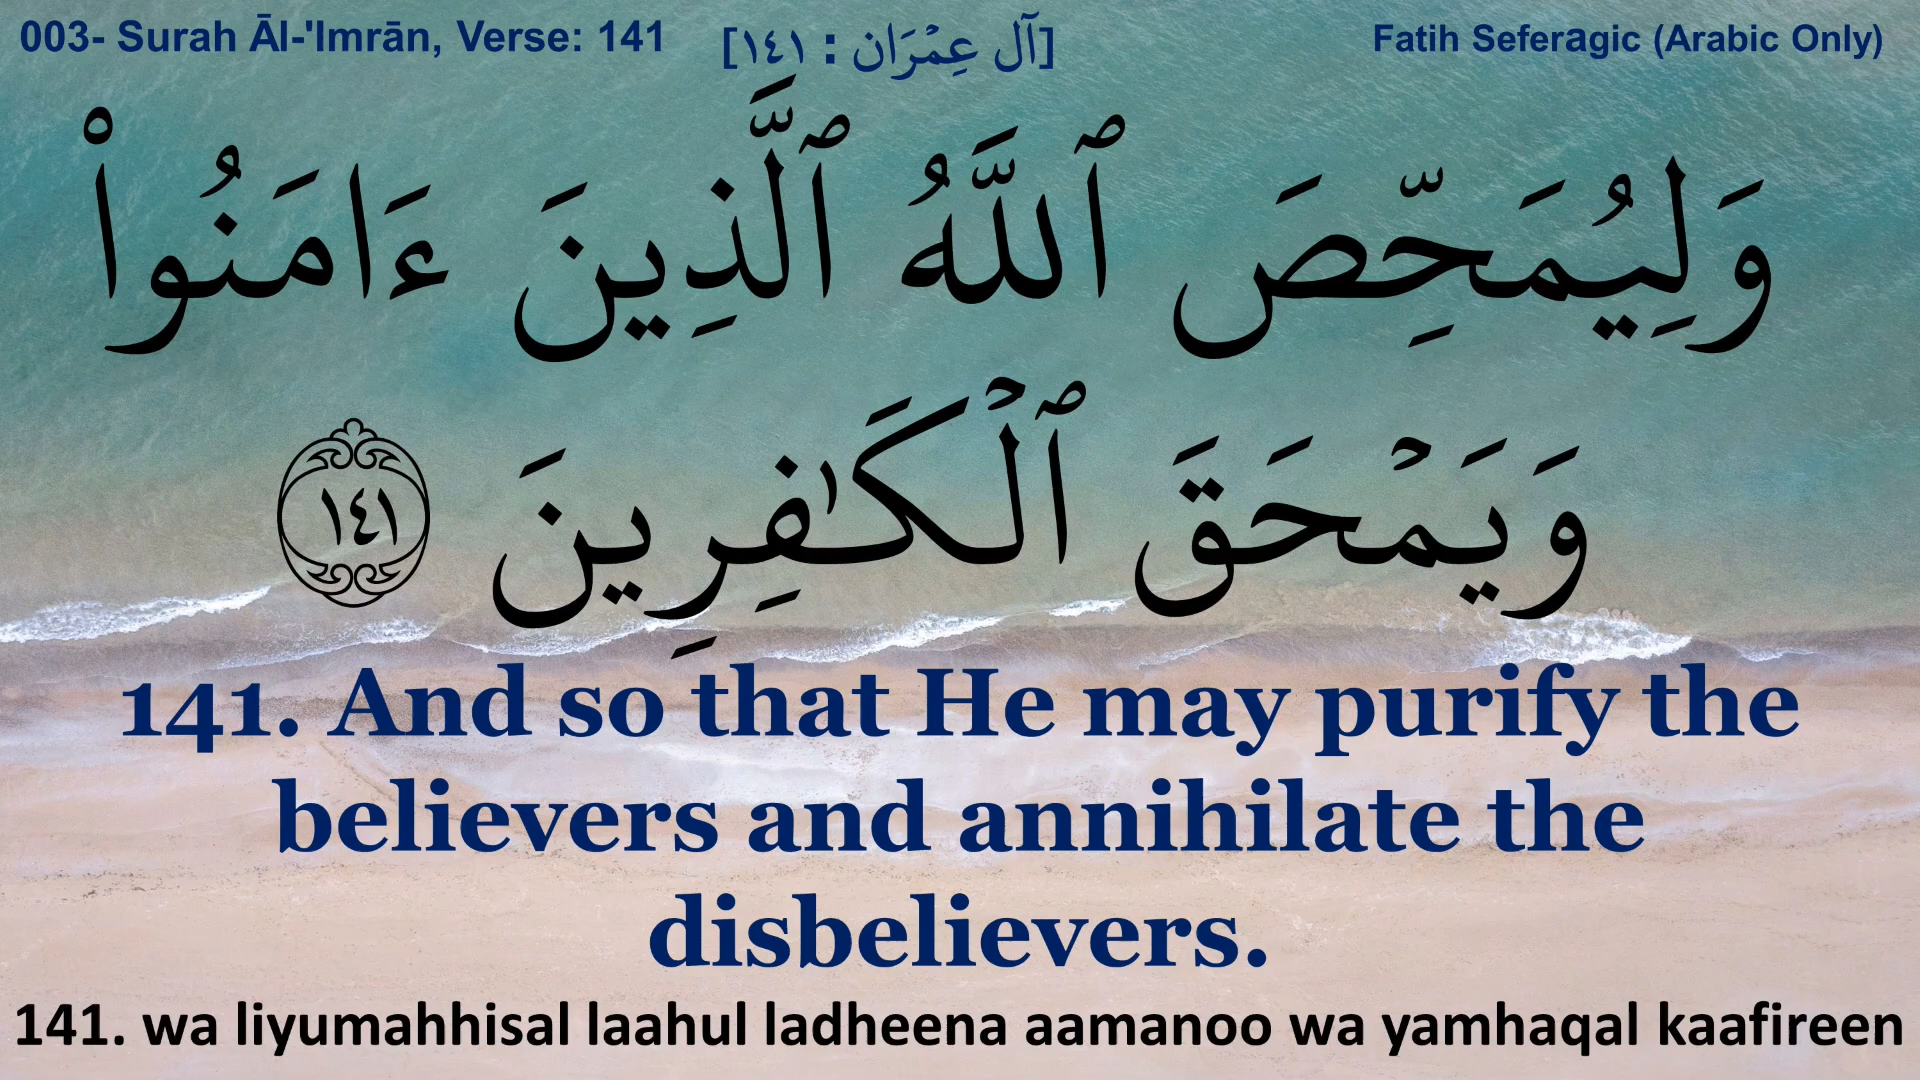 003- Surah Āl-'Imrān, Verse: 141
[آل عِمْرَان : ١٤١]
Fatih Seferagic (Arabic Only)
وَلِيُمَحِّصَ ٱللَّهُ ٱلَّذِينَ ءَامَنُوا۟
وَيَمْحَقَ ٱلْكَـٰفِرِينَ ١٤١
141. And so that He may purify the
believers and annihilate the
disbelievers.
141. wa liyumahhisal laahul ladheena aamanoo wa yamhaqal kaafireen